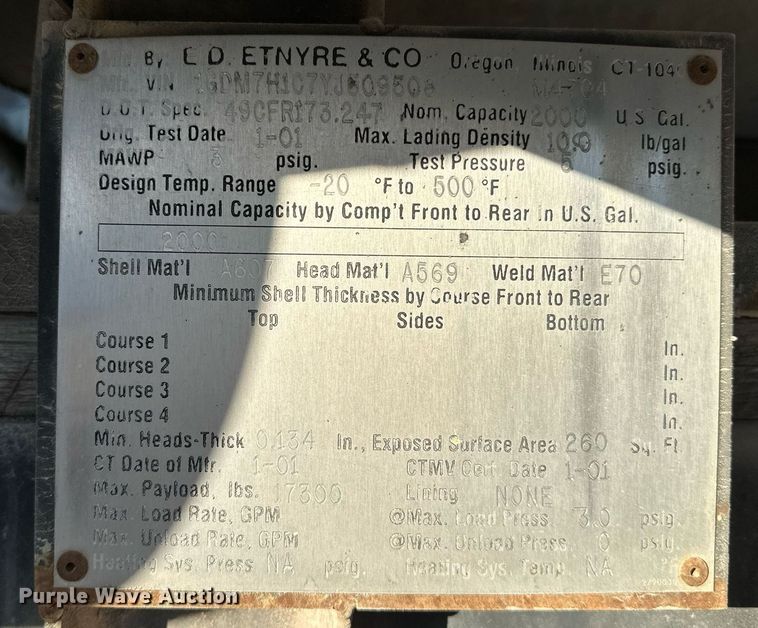 Mfd By E.D. ETNYRE & CO Oregon Illinois CT-104
Mfr. VIN 1GDM7H1C7YJ509508
D.O.T. Spec. 49CFR173.247 Nom. Capacity 2000 U.S Gal.
Orig. Test Date 1-01 Max. Lading Density 10.0 lb/gal
MAWP 3 psig. Test Pressure 5 psig.
Design Temp. Range -20 °F to 500 °F
Nominal Capacity by Comp't Front to Rear in U.S. Gal.
2000
Shell Mat'l A607 Head Mat'l A569 Weld Mat'l E70
Minimum Shell Thickness by Course Front to Rear
Top Sides Bottom
Course 1 In.
Course 2 In.
Course 3 In.
Course 4 In.
Min. Heads-Thick 0.134 In., Exposed Surface Area 260 Sq. Ft.
CT Date of Mfr. 1-01 CTMV Cert. Date 1-01
Max. Payload, lbs. 17300 Lining NONE
Max. Load Rate, GPM @Max. Load Press 3.0 psig.
Max. Unload Rate, GPM @Max. Unload Press. 0 psig.
Heating Sys. Press NA psig. Heating Sys. Temp. NA °F
Purple Wave Auction